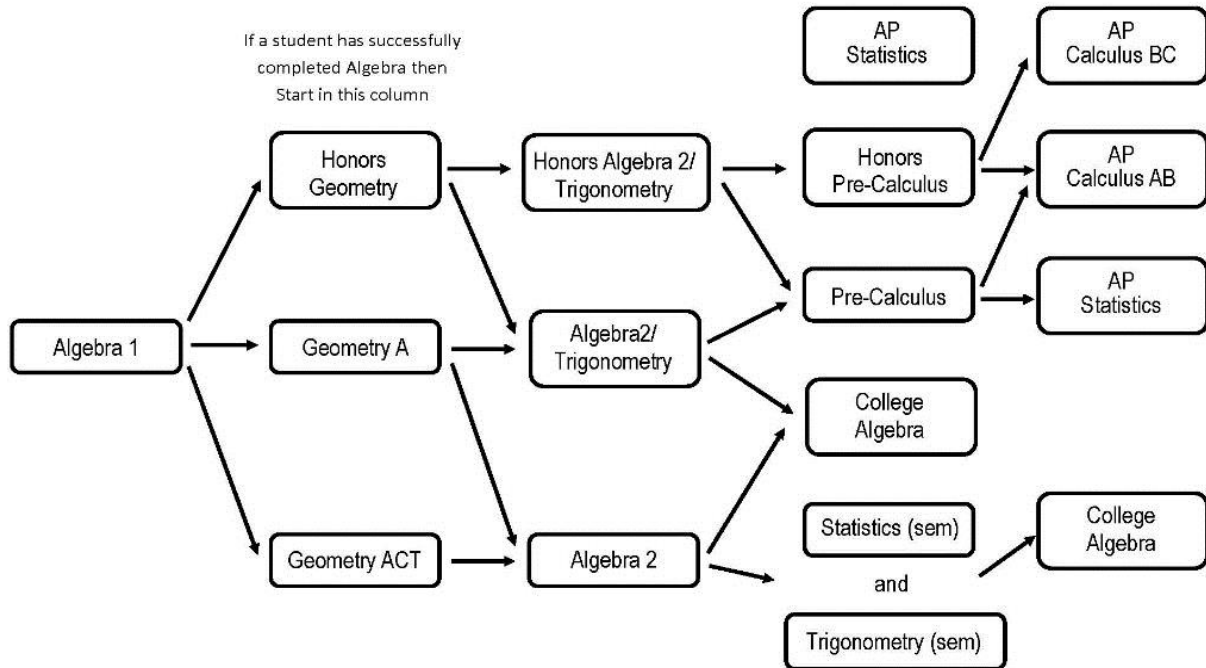 If a student has successfully
completed Algebra then
Start in this column
AP
Statistics
AP
Calculus BC
Honors
Geometry
Honors Algebra 2/
Trigonometry
Honors
Pre-Calculus
AP
Calculus AB
Algebra 1
Geometry A
Algebra2/
Trigonometry
Pre-Calculus
AP
Statistics
College
Algebra
Geometry ACT
Algebra 2
Statistics (sem)
and
Trigonometry (sem)
College
Algebra